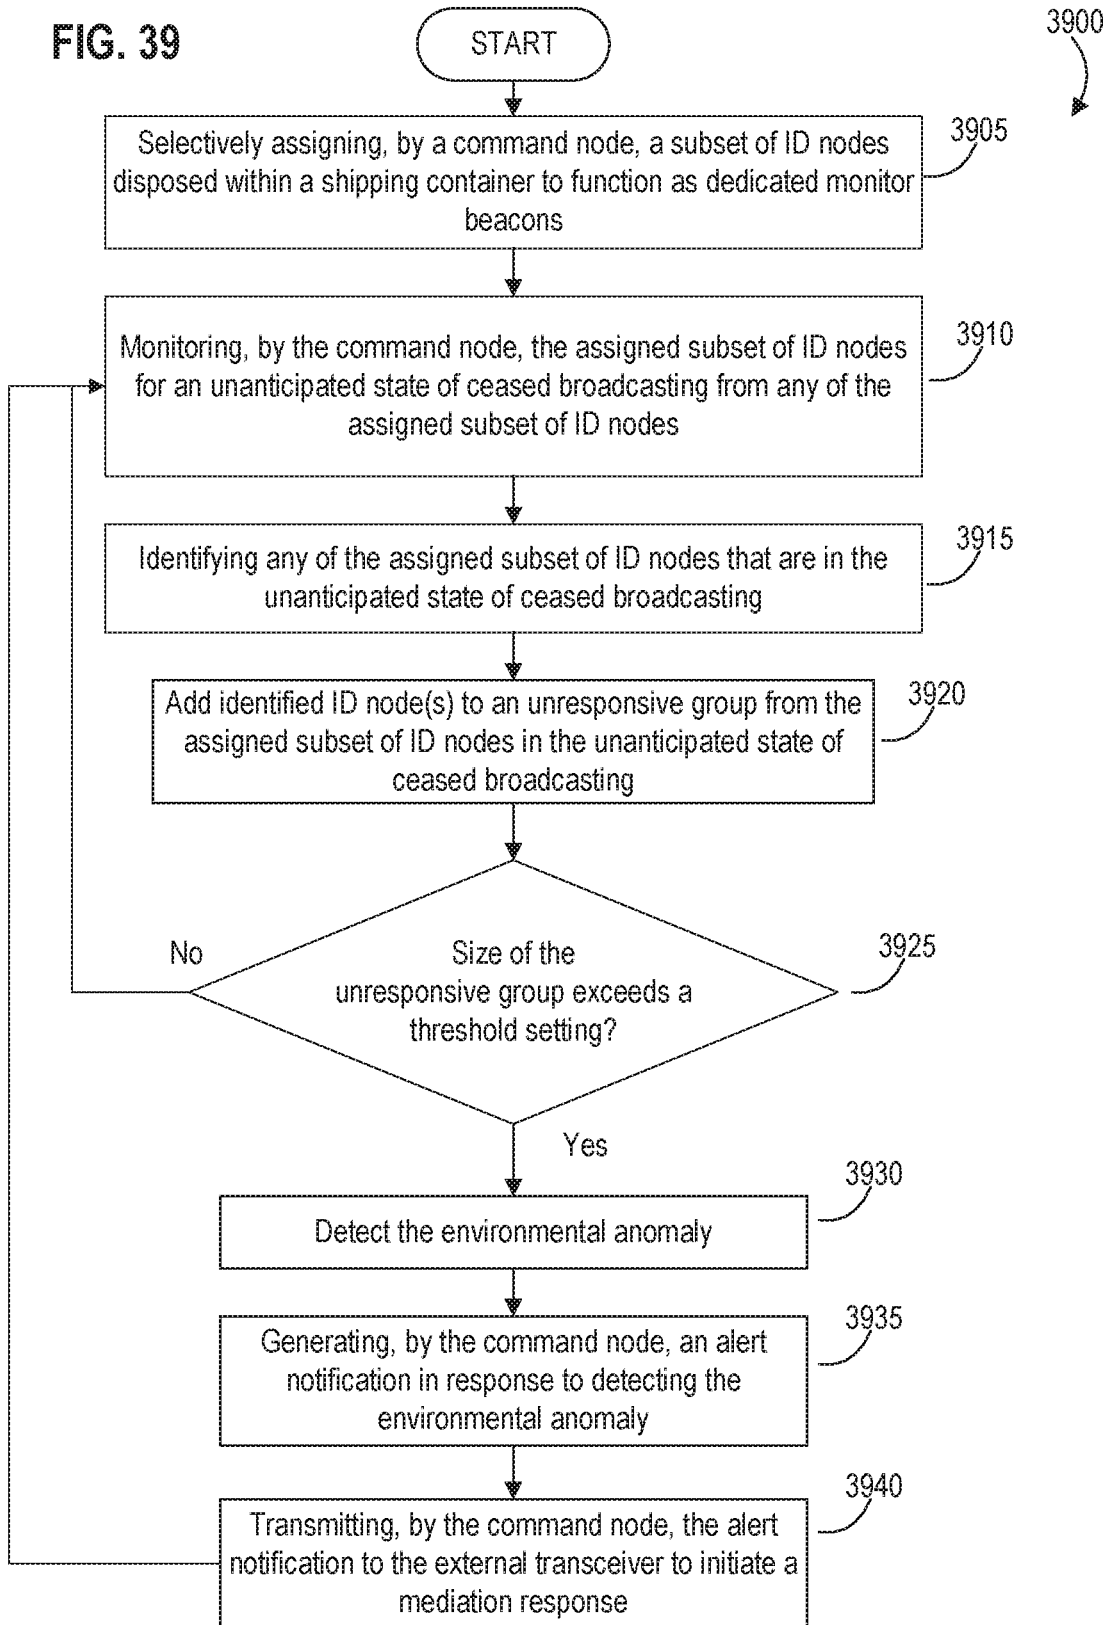 FIG. 39
START
3900
Selectively assigning, by a command node, a subset of ID nodes
disposed within a shipping container to function as dedicated monitor
beacons
3905
Monitoring, by the command node, the assigned subset of ID nodes
for an unanticipated state of ceased broadcasting from any of the
assigned subset of ID nodes
3910
Identifying any of the assigned subset of ID nodes that are in the
unanticipated state of ceased broadcasting
3915
Add identified ID node(s) to an unresponsive group from the
assigned subset of ID nodes in the unanticipated state of
ceased broadcasting
3920
No
Size of the
unresponsive group exceeds a
threshold setting?
3925
Yes
Detect the environmental anomaly
3930
Generating, by the command node, an alert
notification in response to detecting the
environmental anomaly
3935
Transmitting, by the command node, the alert
notification to the external transceiver to initiate a
mediation response
3940